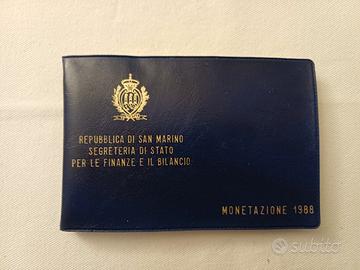 REPUBBLICA DI SAN MARINO
SEGRETERIA DI STATO
PER LE FINANZE E IL BILANCIO
MONETAZIONE 1988
subito